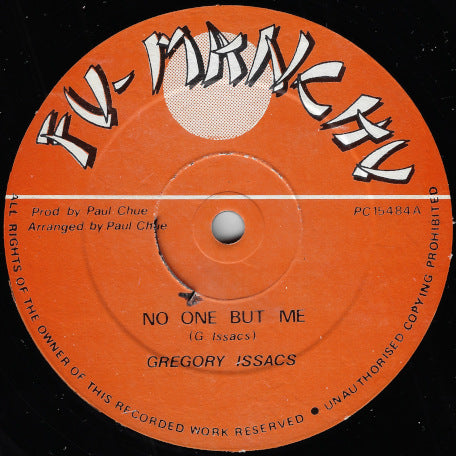 FU-MANCHU
Prod by Paul Chue
Arranged by Paul Chue
PC 15484 A
NO ONE BUT ME
(G Issacs)
GREGORY ISSACS
ALL RIGHTS OF THE OWNER OF THIS RECORDED WORK RESERVED ● UNAUTHORISED COPYING PROHIBITED